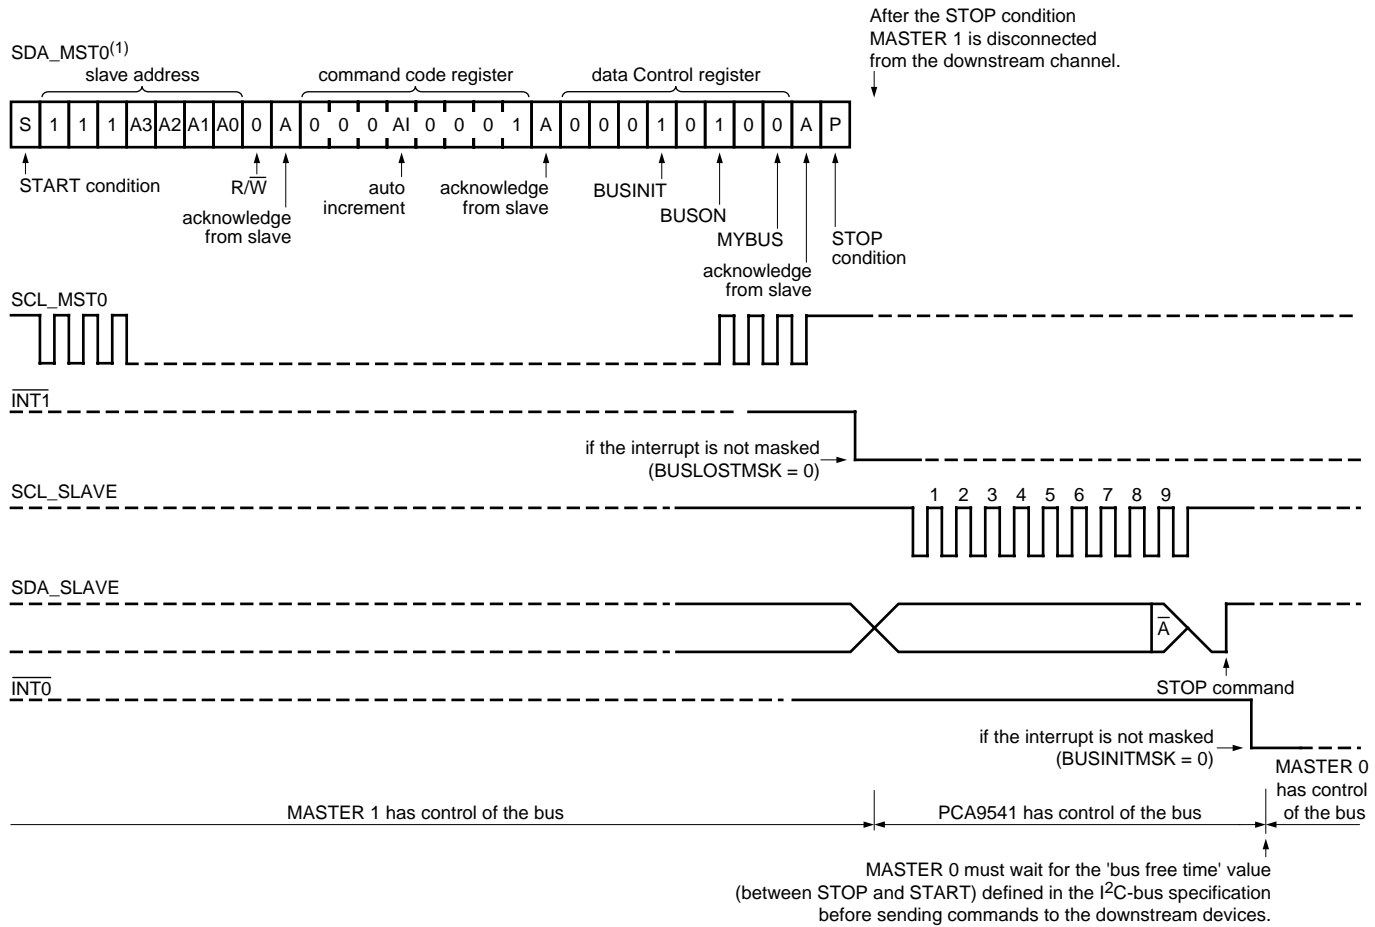 After the STOP condition
MASTER 1 is disconnected
from the downstream channel.
SDA_MST0(1)
slave address
command code register
data Control register
S 1 1 1 A3 A2 A1 A0 0 A 0 0 0 AI 0 0 0 1 A 0 0 0 1 0 1 0 0 A P
START condition
R/W
acknowledge
from slave
auto
increment
acknowledge
from slave
BUSINIT
BUSON
MYBUS
acknowledge
from slave
STOP
condition
SCL_MST0
INT1
if the interrupt is not masked
(BUSLOSTMSK = 0)
SCL_SLAVE
1 2 3 4 5 6 7 8 9
SDA_SLAVE
A
STOP command
INT0
if the interrupt is not masked
(BUSINITMSK = 0)
MASTER 1 has control of the bus
PCA9541 has control of the bus
MASTER 0
has control
of the bus
MASTER 0 must wait for the 'bus free time' value
(between STOP and START) defined in the I2C-bus specification
before sending commands to the downstream devices.